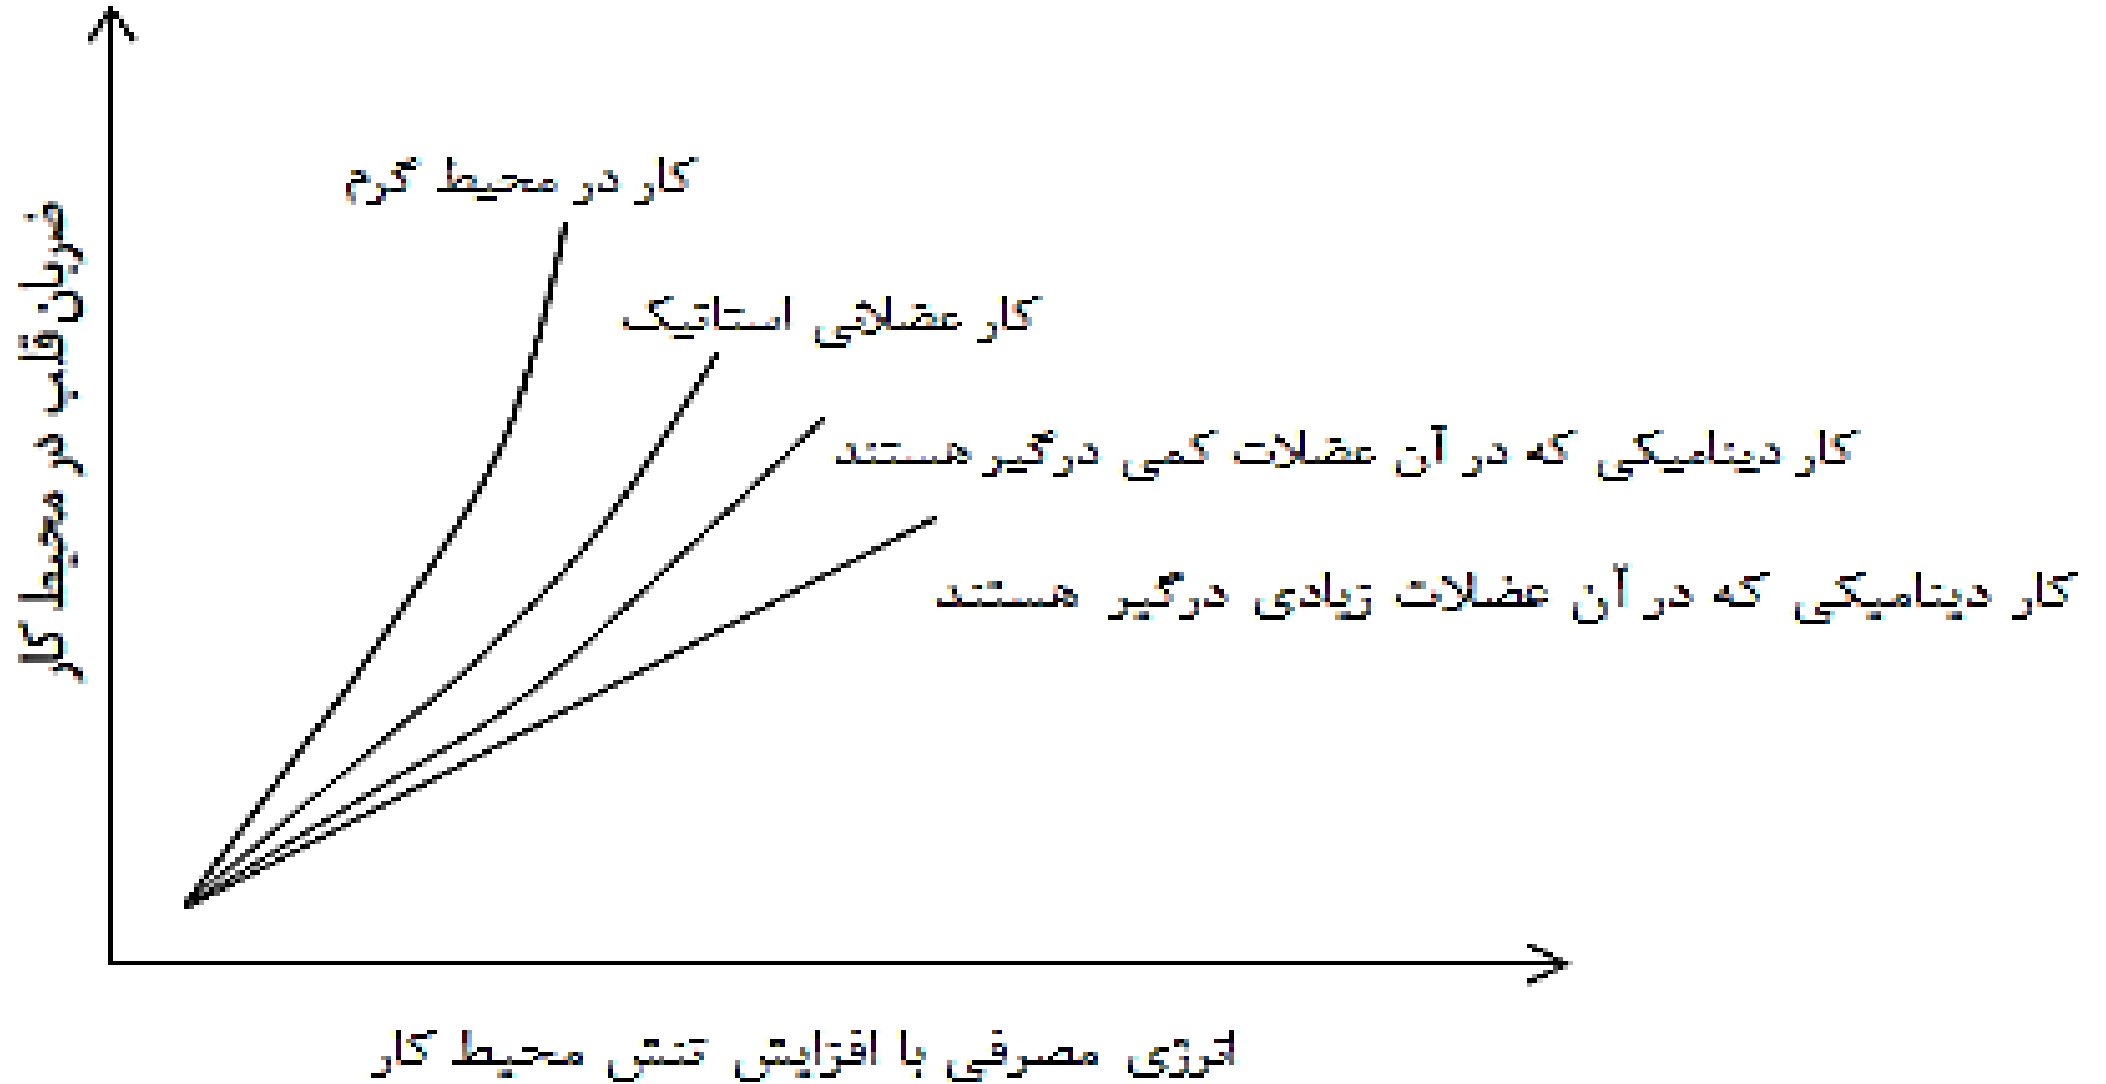 کار در محیط گرم
کار عضلانی استاتیک
کار دینامیکی که در آن عضلات کمی درگیر هستند
کار دینامیکی که در آن عضلات زیادی درگیر هستند
ضربان قلب در محیط کار
انرژی مصرفی با افزایش تنش محیط کار